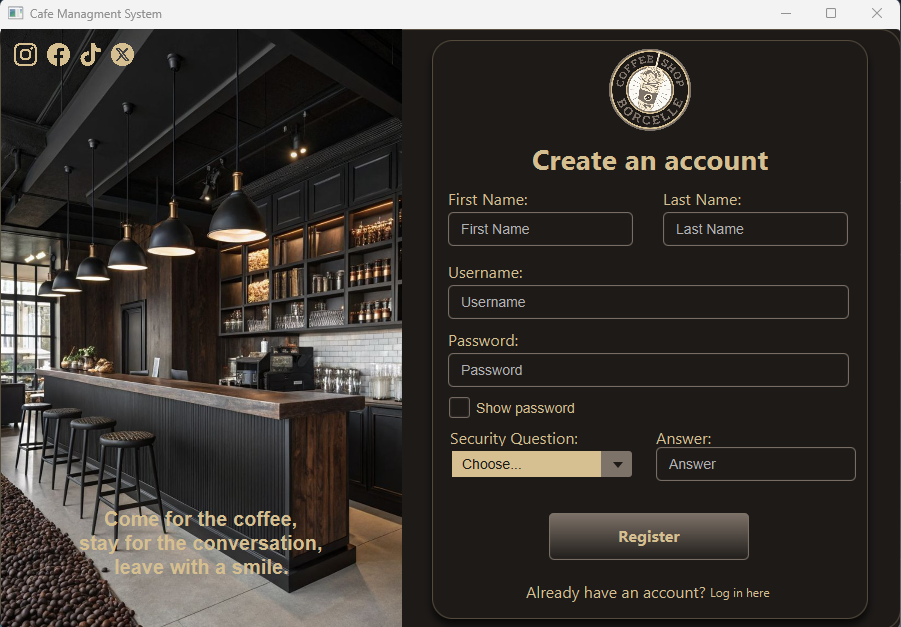 Cafe Managment System
COFFEE SHOP
BORCELLE
Create an account
First Name:
Last Name:
First Name
Last Name
Username:
Username
Password:
Password
Show password
Security Question:
Answer:
Choose...
Answer
Register
Already have an account? Log in here
Come for the coffee,
stay for the conversation,
leave with a smile.